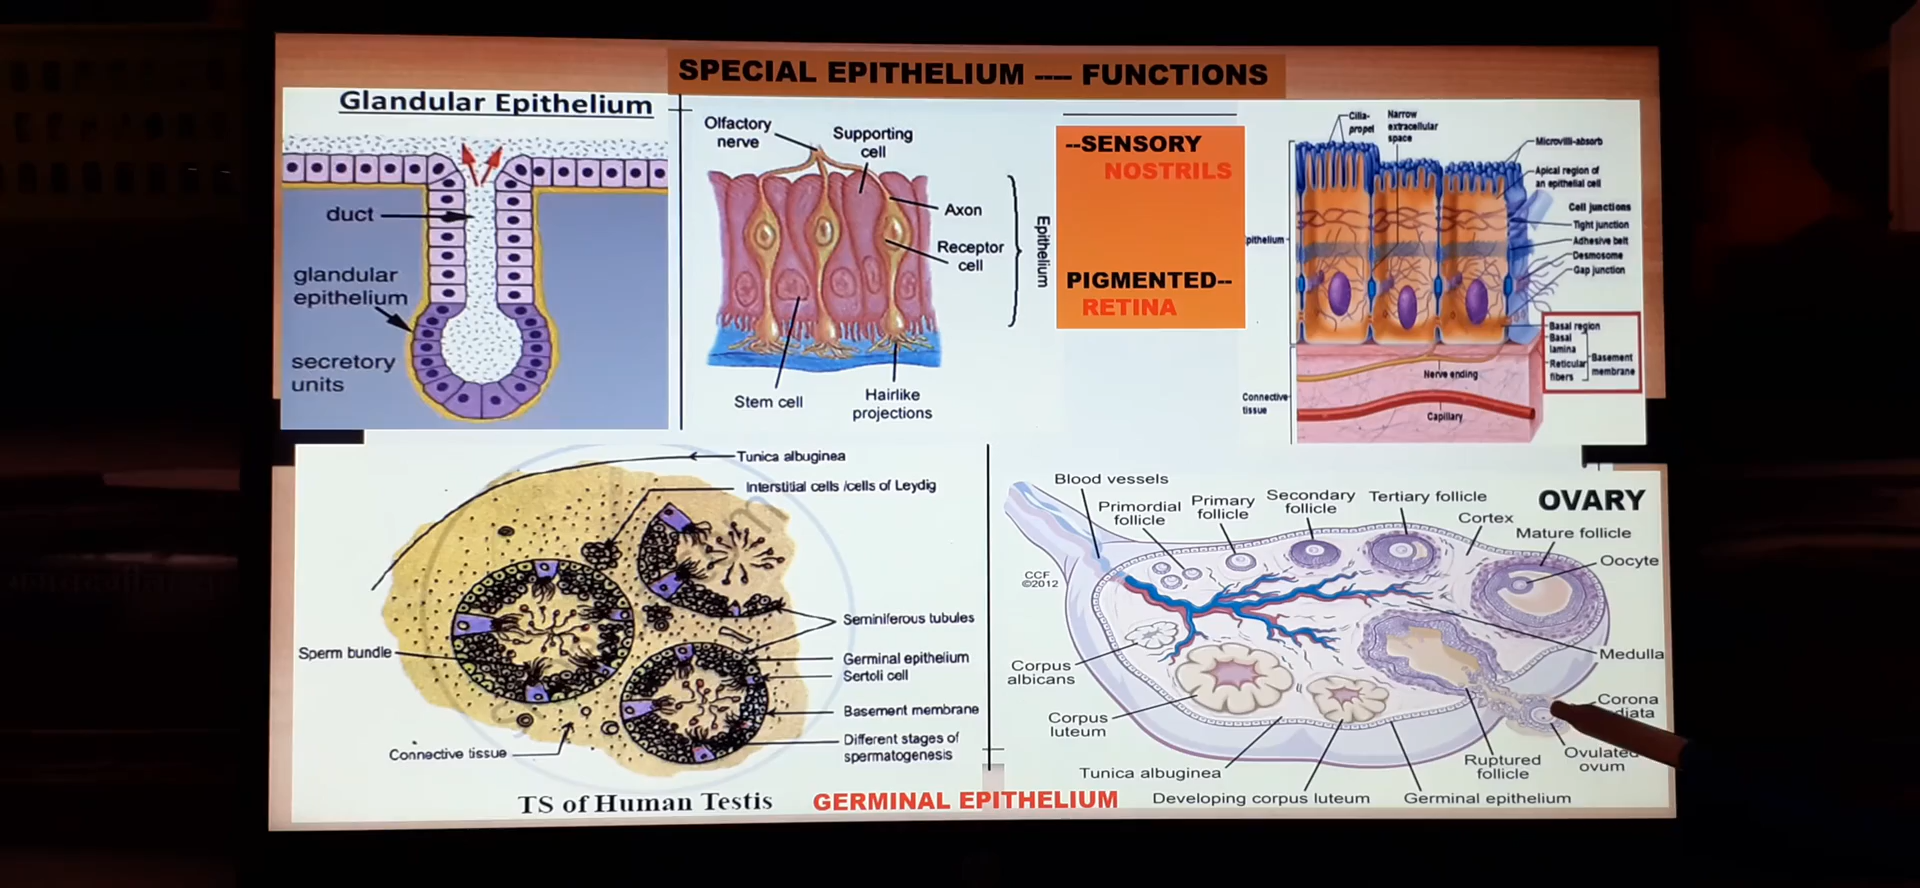 SPECIAL EPITHELIUM ---- FUNCTIONS
Glandular Epithelium
duct
glandular
epithelium
secretory
units
Olfactory
nerve
Supporting
cell
Axon
Receptor
cell
Epithelium
Stem cell
Hairlike
projections
--SENSORY
NOSTRILS
PIGMENTED--
RETINA
Cilia-
propel
Narrow
extracellular
space
Microvilli-absorb
Apical region of
an epithelial cell
Cell junctions
Tight junction
Adhesive belt
Desmosome
Gap junction
pithelium
Basal region
Basal
lamina
Reticular
fibers
Basement
membrane
Nerve ending
Connective
tissue
Capillary
Tunica albuginea
Interstitial cells /cells of Leydig
Seminiferous tubules
Sperm bundle
Germinal epithelium
Sertoli cell
Basement membrane
Different stages of
spermatogenesis
Connective tissue
TS of Human Testis
GERMINAL EPITHELIUM
OVARY
Blood vessels
Primordial
follicle
Primary
follicle
Secondary
follicle
Tertiary follicle
Cortex
Mature follicle
Oocyte
CCF
©2012
Medulla
Corpus
albicans
Corona
diata
Corpus
luteum
Ovulated
ovum
Ruptured
follicle
Tunica albuginea
Developing corpus luteum
Germinal epithelium